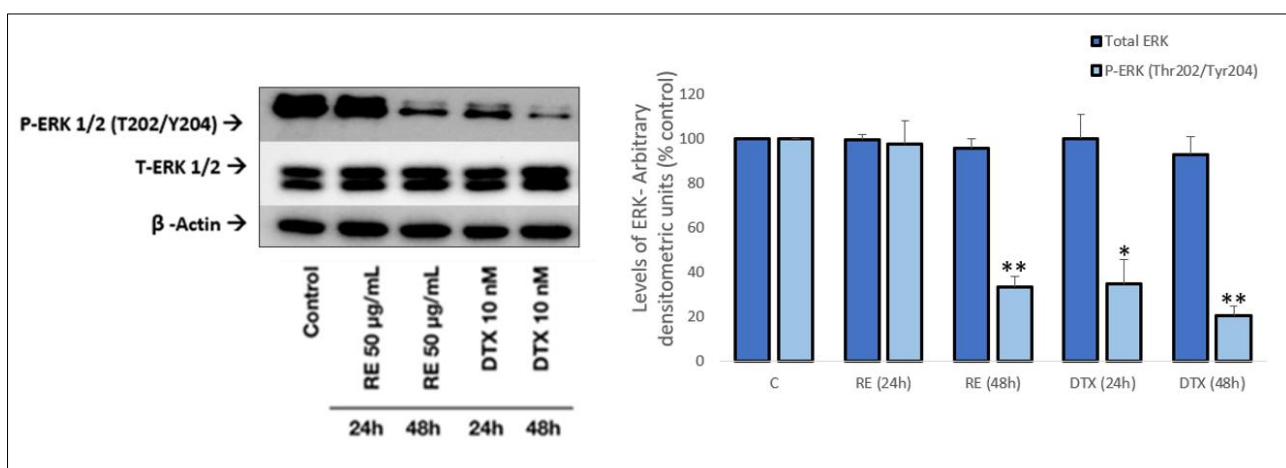 P-ERK 1/2 (T202/Y204) →
T-ERK 1/2 →
β -Actin →
Control
RE 50 µg/mL
RE 50 µg/mL
DTX 10 nM
DTX 10 nM
24h 48h 24h 48h
Total ERK
P-ERK (Thr202/Tyr204)
Levels of ERK- Arbitrary
densitometric units (% control)
120
100
80
60
40
20
0
**
*
**
C RE (24h) RE (48h) DTX (24h) DTX (48h)